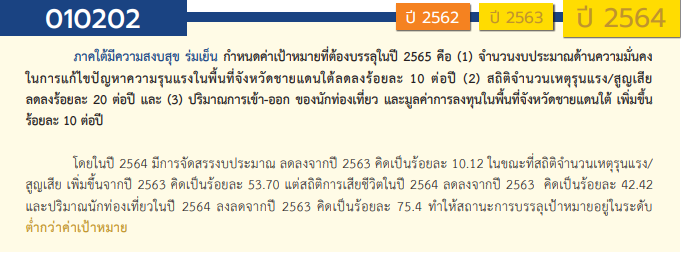 010202
ปี 2562
ปี 2563
ปี 2564
ภาคใต้มีความสงบสุข ร่มเย็น กำหนดค่าเป้าหมายที่ต้องบรรลุในปี 2565 คือ (1) จำนวนงบประมาณด้านความมั่นคง
ในการแก้ไขปัญหาความรุนแรงในพื้นที่จังหวัดชายแดนใต้ลดลงร้อยละ 10 ต่อปี (2) สถิติจำนวนเหตุรุนแรง/สูญเสีย
ลดลงร้อยละ 20 ต่อปี และ (3) ปริมาณการเข้า-ออก ของนักท่องเที่ยว และมูลค่าการลงทุนในพื้นที่จังหวัดชายแดนใต้ เพิ่มขึ้น
ร้อยละ 10 ต่อปี
โดยในปี 2564 มีการจัดสรรงบประมาณ ลดลงจากปี 2563 คิดเป็นร้อยละ 10.12 ในขณะที่สถิติจำนวนเหตุรุนแรง/
สูญเสีย เพิ่มขึ้นจากปี 2563 คิดเป็นร้อยละ 53.70 แต่สถิติการเสียชีวิตในปี 2564 ลดลงจากปี 2563 คิดเป็นร้อยละ 42.42
และปริมาณนักท่องเที่ยวในปี 2564 ลงลดจากปี 2563 คิดเป็นร้อยละ 75.4 ทำให้สถานะการบรรลุเป้าหมายอยู่ในระดับ
ต่ำกว่าค่าเป้าหมาย